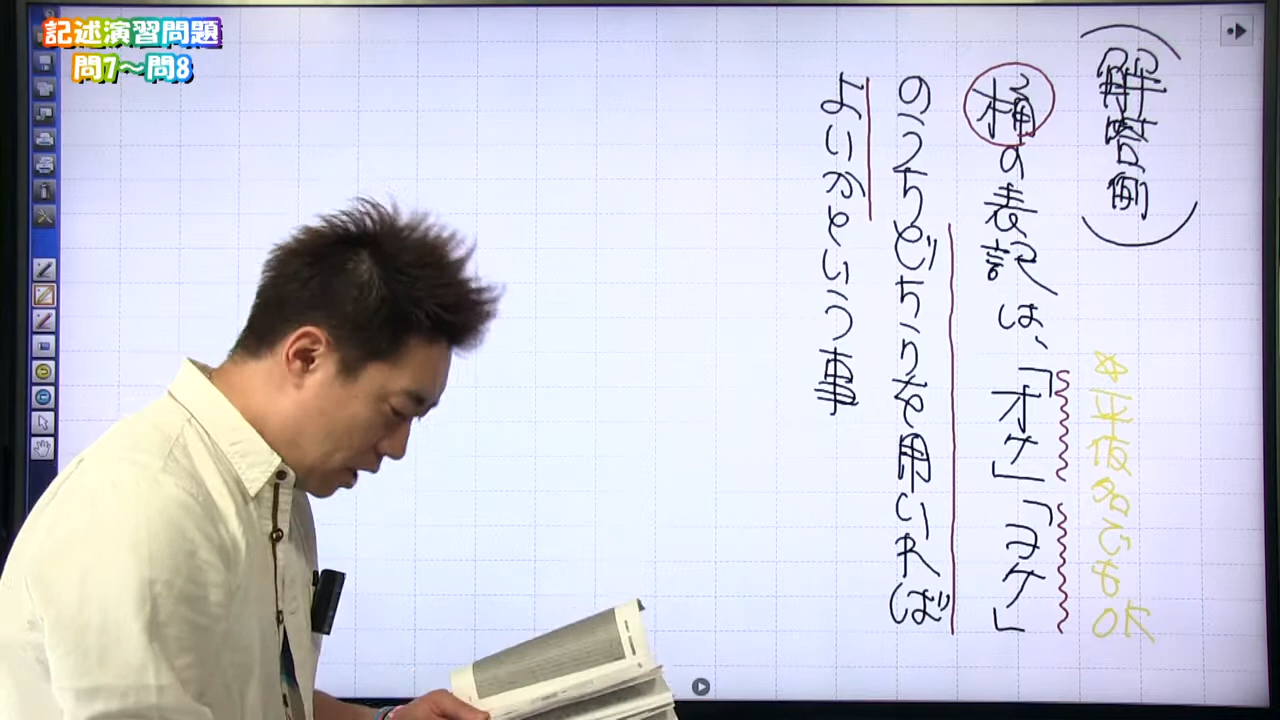 記述演習問題
問7～問8
(解答例)
※平仮名でもOK
桶の表記は、「オケ」「ヲケ」
のうちどちらを用いれば
よいかという事